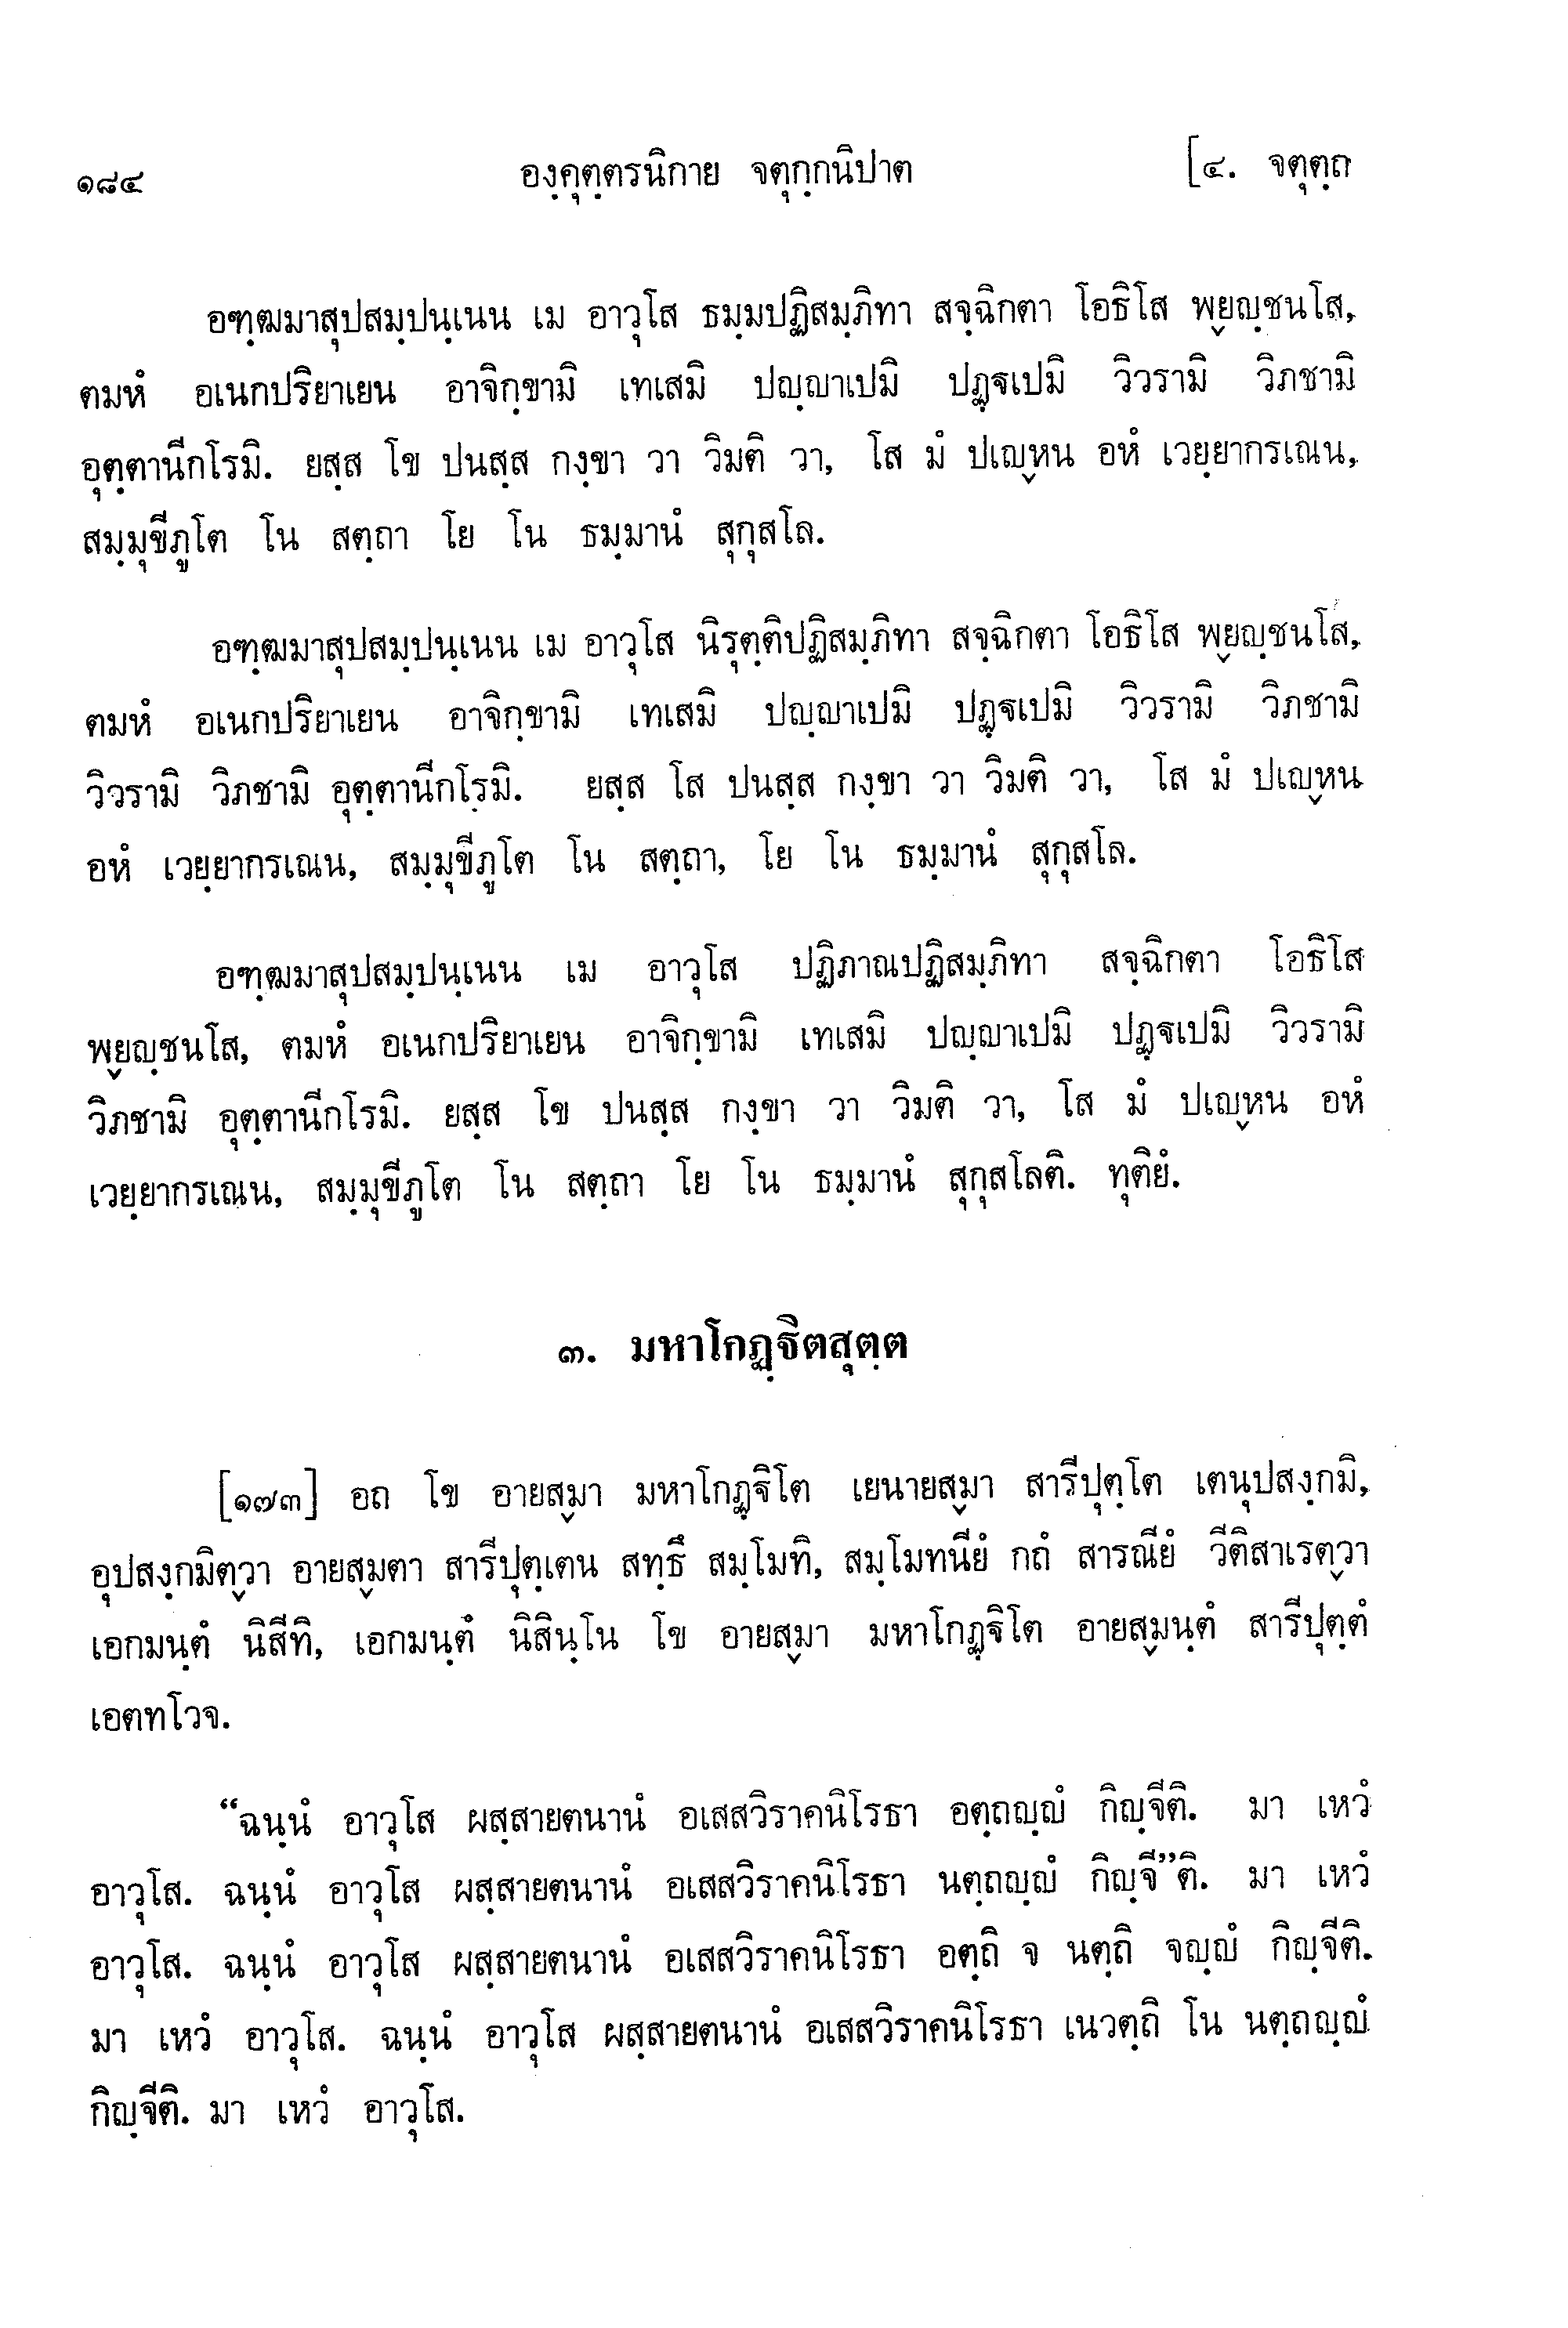 ๑๘๔ องฺคุตฺตรนิกาย จตุกฺกนิปาต [๔. จตุตฺถ
อฑฺฒมาสุปสมฺปนฺเนน เม อาวุโส ธมฺมปฏิสมฺภิทา สจฺฉิกตา โอธิโส พฺยญฺชนโส,
ตมหํ อเนกปริยาเยน อาจิกฺขามิ เทเสมิ ปญฺญาเปมิ ปฏฺฐเปมิ วิวรามิ วิภชามิ
อุตฺตานีกโรมิ. ยสฺส โข ปนสฺส กงฺขา วา วิมติ วา, โส มํ ปเญฺหน อหํ เวยฺยากรเณน,
สมฺมุขีภูโต โน สตฺถา โย โน ธมฺมานํ สุกุสโล.
อฑฺฒมาสุปสมฺปนฺเนน เม อาวุโส นิรุตฺติปฏิสมฺภิทา สจฺฉิกตา โอธิโส พฺยญฺชนโส,
ตมหํ อเนกปริยาเยน อาจิกฺขามิ เทเสมิ ปญฺญาเปมิ ปฏฺฐเปมิ วิวรามิ วิภชามิ
วิวรามิ วิภชามิ อุตฺตานีกโรมิ. ยสฺส โส ปนสฺส กงฺขา วา วิมติ วา, โส มํ ปเญฺหน
อหํ เวยฺยากรเณน, สมฺมุขีภูโต โน สตฺถา, โย โน ธมฺมานํ สุกุสโล.
อฑฺฒมาสุปสมฺปนฺเนน เม อาวุโส ปฏิภาณปฏิสมฺภิทา สจฺฉิกตา โอธิโส
พฺยญฺชนโส, ตมหํ อเนกปริยาเยน อาจิกฺขามิ เทเสมิ ปญฺญาเปมิ ปฏฺฐเปมิ วิวรามิ
วิภชามิ อุตฺตานีกโรมิ. ยสฺส โข ปนสฺส กงฺขา วา วิมติ วา, โส มํ ปเญฺหน อหํ
เวยฺยากรเณน, สมฺมุขีภูโต โน สตฺถา โย โน ธมฺมานํ สุกุสโลติ. ทุติยํ.
๓. มหาโกฏฺฐิตสุตฺต
[๑๗๓] อถ โข อายสฺมา มหาโกฏฺฐิโต เยนายสฺมา สารีปุตฺโต เตนุปสงฺกมิ,
อุปสงฺกมิตฺวา อายสฺมตา สารีปุตฺเตน สทฺธึ สมฺโมทิ, สมฺโมทนียํ กถํ สารณียํ วีติสาเรตฺวา
เอกมนฺตํ นิสีทิ, เอกมนฺตํ นิสินฺโน โข อายสฺมา มหาโกฏฺฐิโต อายสฺมนฺตํ สารีปุตฺตํ
เอตทโวจ.
“ฉนฺนํ อาวุโส ผสฺสายตนานํ อเสสวิราคนิโรธา อตฺถญฺญํ กิญฺจีติ. มา เหวํ
อาวุโส. ฉนฺนํ อาวุโส ผสฺสายตนานํ อเสสวิราคนิโรธา นตฺถญฺญํ กิญฺจี”ติ. มา เหวํ
อาวุโส. ฉนฺนํ อาวุโส ผสฺสายตนานํ อเสสวิราคนิโรธา อตฺถิ จ นตฺถิ จญฺญํ กิญฺจีติ.
มา เหวํ อาวุโส. ฉนฺนํ อาวุโส ผสฺสายตนานํ อเสสวิราคนิโรธา เนวตฺถิ โน นตฺถญฺญํ
กิญฺจีติ. มา เหวํ อาวุโส.